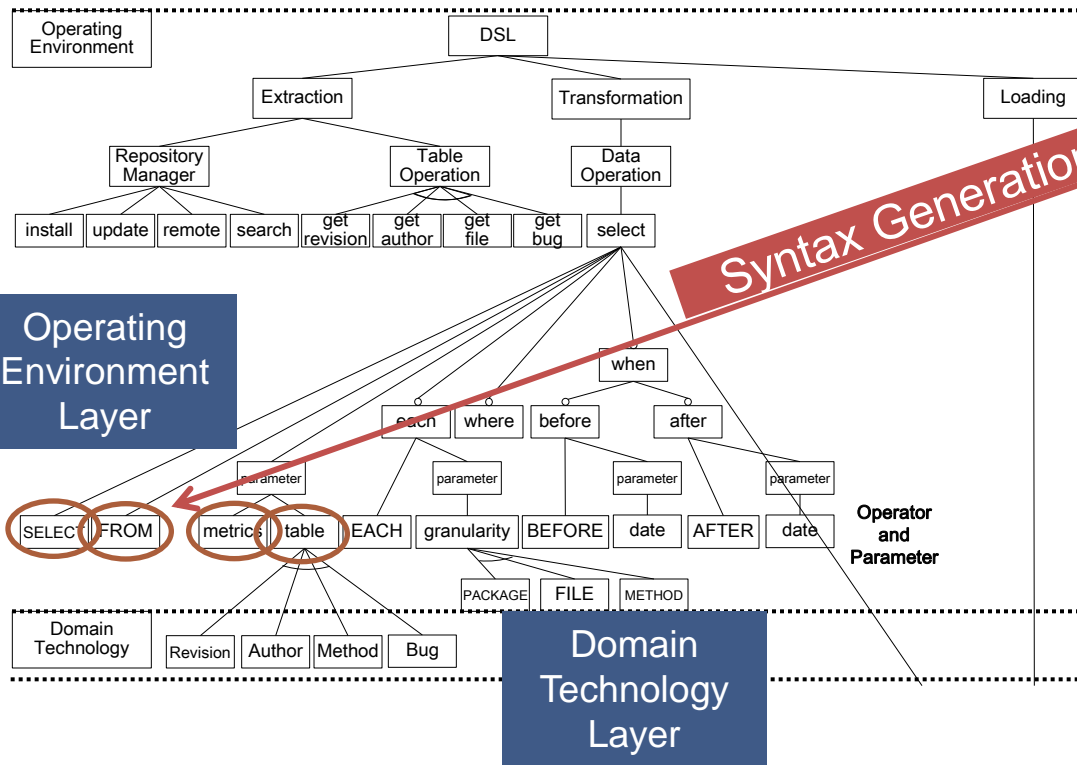 Operating
Environment
DSL
Extraction
Transformation
Loading
Repository
Manager
Table
Operation
Data
Operation
install
update
remote
search
get
revision
get
author
get
file
get
bug
select
Syntax Generation
Operating
Environment
Layer
when
each
where
before
after
parameter
parameter
parameter
parameter
SELECT
FROM
metrics
table
EACH
granularity
BEFORE
date
AFTER
date
Operator
and
Parameter
PACKAGE
FILE
METHOD
Domain
Technology
Revision
Author
Method
Bug
Domain
Technology
Layer